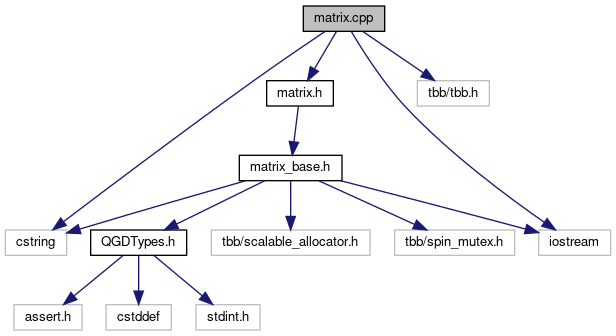 matrix.cpp
matrix.h
tbb/tbb.h
matrix_base.h
cstring
QGDTypes.h
tbb/scalable_allocator.h
tbb/spin_mutex.h
iostream
assert.h
cstddef
stdint.h